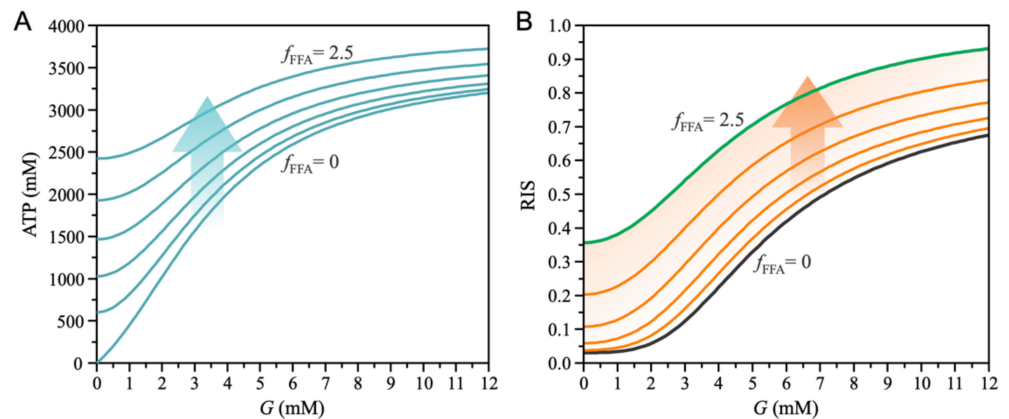 A
ATP (mM)
4000
3500
3000
2500
2000
1500
1000
500
0
fFFA= 2.5
fFFA= 0
0 1 2 3 4 5 6 7 8 9 10 11 12
G (mM)
B
RIS
1.0
0.9
0.8
0.7
0.6
0.5
0.4
0.3
0.2
0.1
0.0
fFFA= 2.5
fFFA= 0
0 1 2 3 4 5 6 7 8 9 10 11 12
G (mM)